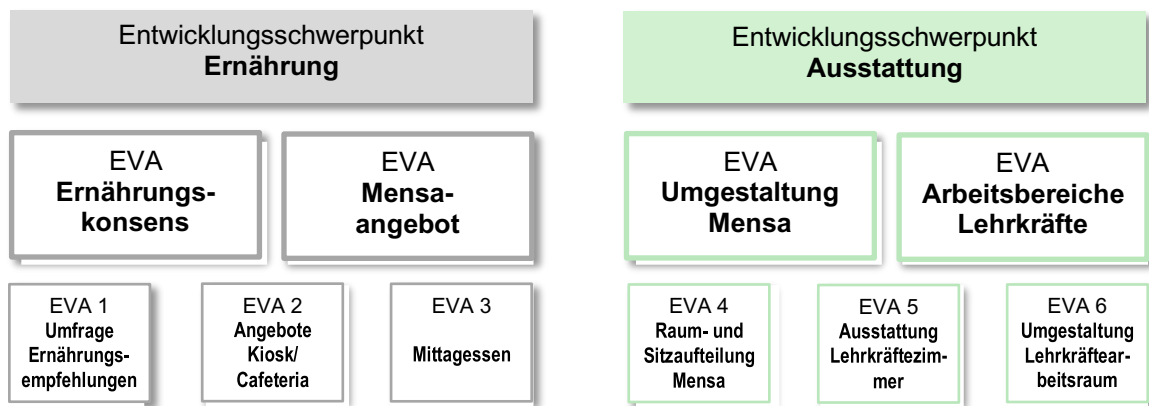 Entwicklungsschwerpunkt
Ernährung
Entwicklungsschwerpunkt
Ausstattung
EVA
Ernährungs-
konsens
EVA
Mensa-
angebot
EVA
Umgestaltung
Mensa
EVA
Arbeitsbereiche
Lehrkräfte
EVA 1
Umfrage
Ernährungs-
empfehlungen
EVA 2
Angebote
Kiosk/
Cafeteria
EVA 3
Mittagessen
EVA 4
Raum- und
Sitzaufteilung
Mensa
EVA 5
Ausstattung
Lehrkräftezim-
mer
EVA 6
Umgestaltung
Lehrkräftear-
beitsraum